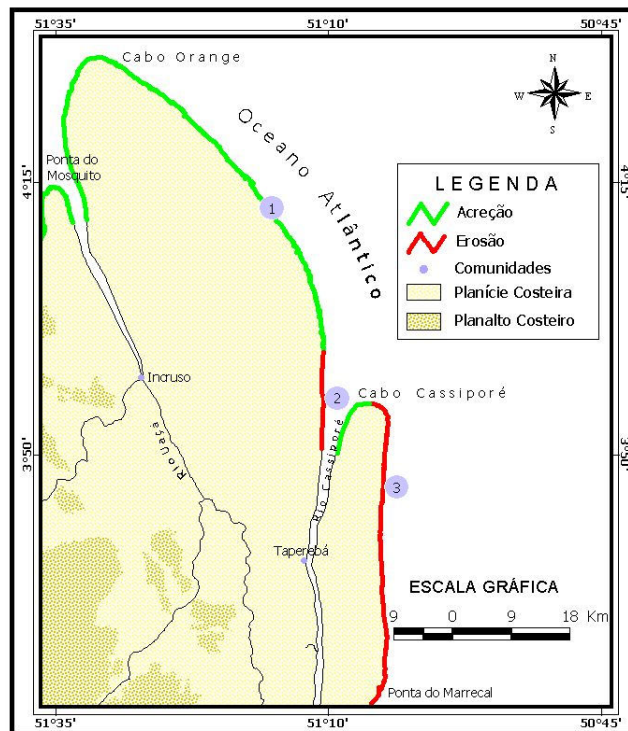 51°35'
51°10'
50°45'
Cabo Orange
N
W
E
S
Oceano Atlântico
Ponta do
Mosquito
4°15'
4°15'
1
LEGENDA
Acreção
Erosão
Comunidades
Planície Costeira
Planalto Costeiro
Incruso
2
Cabo Cassiporé
Rio Uaçá
Rio Cassiporé
3°50'
3°50'
3
Taperebá
ESCALA GRÁFICA
9 0 9 18 Km
Ponta do Marrecal
51°35'
51°10'
50°45'